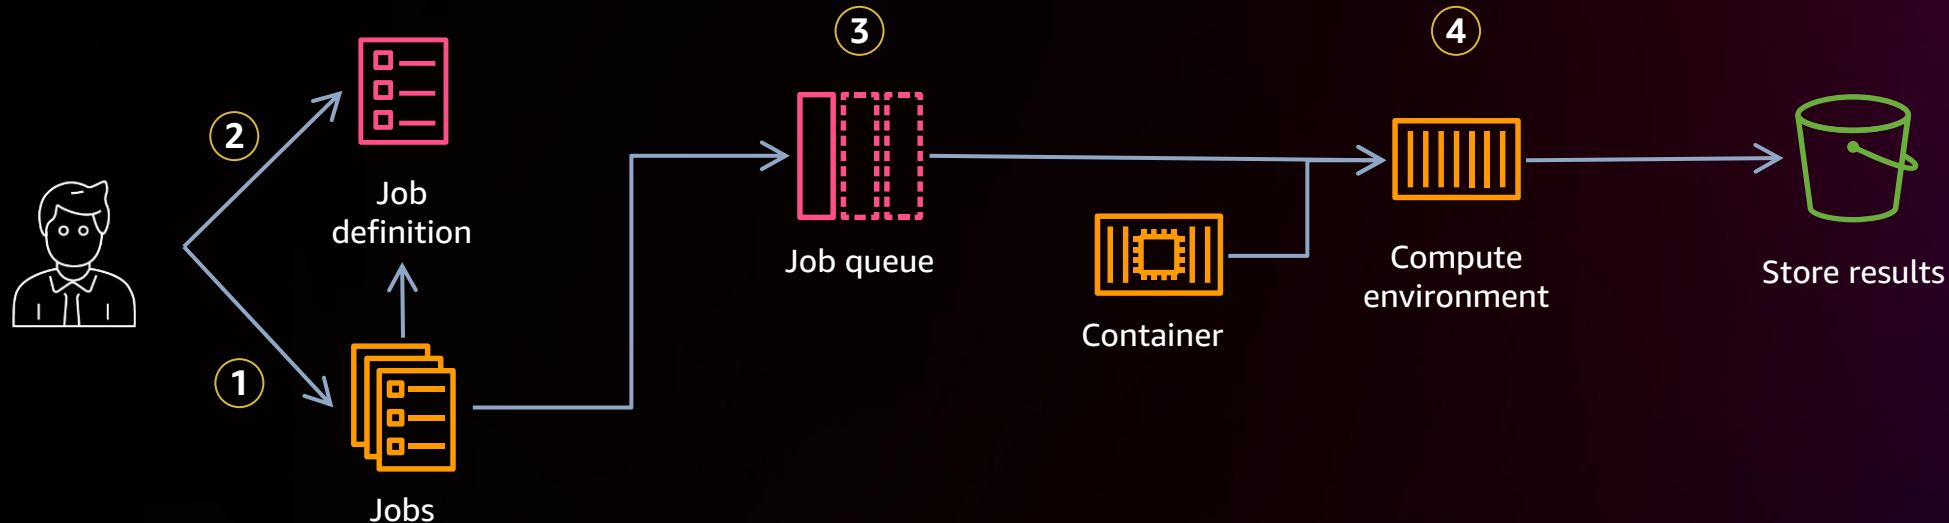 2
1
Job
definition
Jobs
3
Job queue
Container
4
Compute
environment
Store results